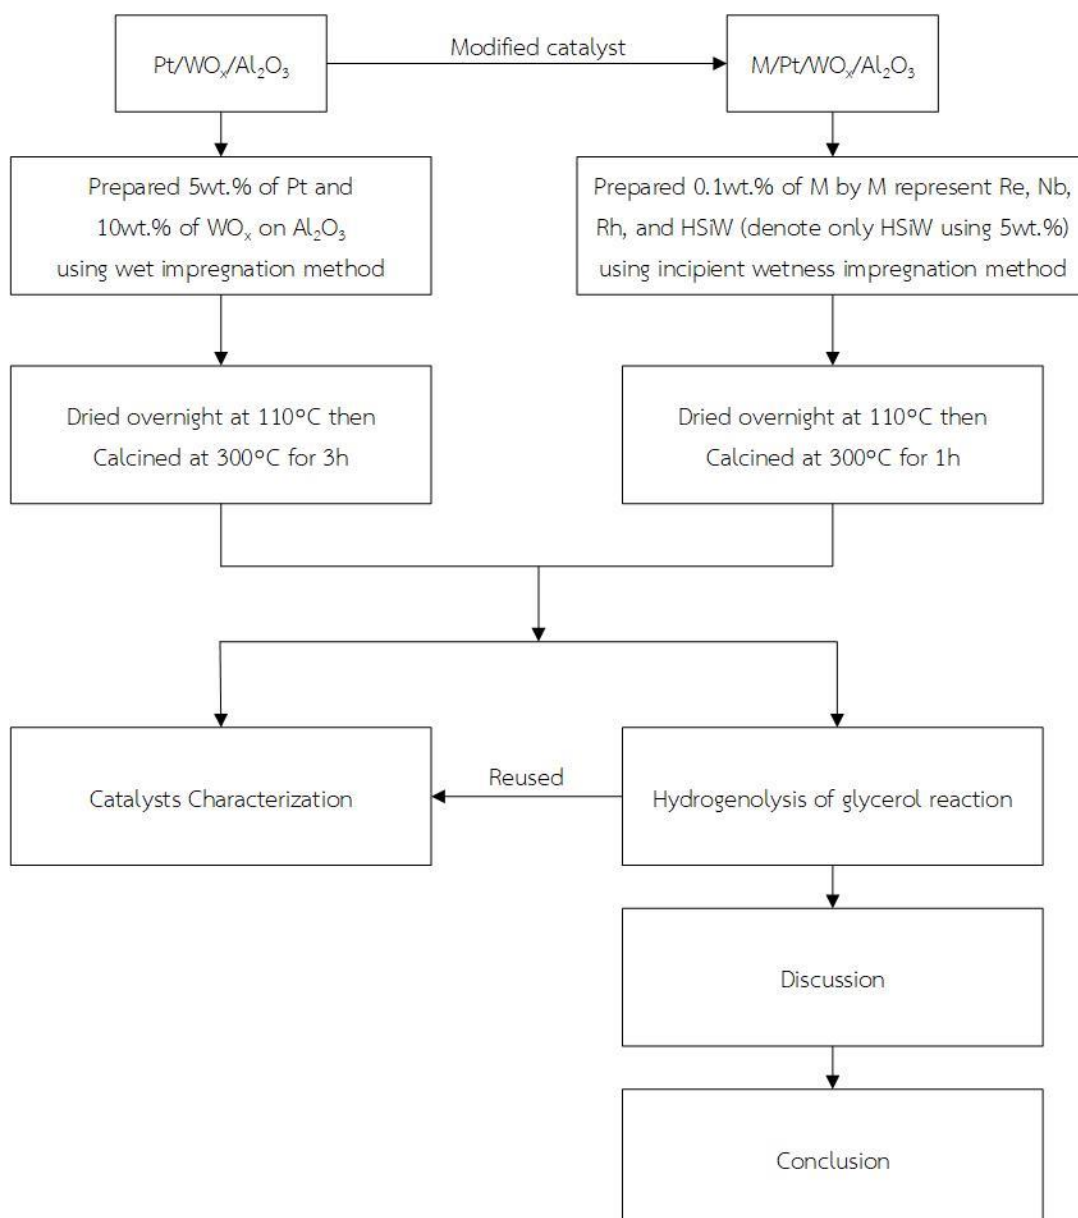 Pt/WOₓ/Al₂O₃
Modified catalyst
M/Pt/WOₓ/Al₂O₃
Prepared 5wt.% of Pt and
10wt.% of WOₓ on Al₂O₃
using wet impregnation method
Prepared 0.1wt.% of M by M represent Re, Nb,
Rh, and HSiW (denote only HSiW using 5wt.%)
using incipient wetness impregnation method
Dried overnight at 110°C then
Calcined at 300°C for 3h
Dried overnight at 110°C then
Calcined at 300°C for 1h
Catalysts Characterization
Reused
Hydrogenolysis of glycerol reaction
Discussion
Conclusion